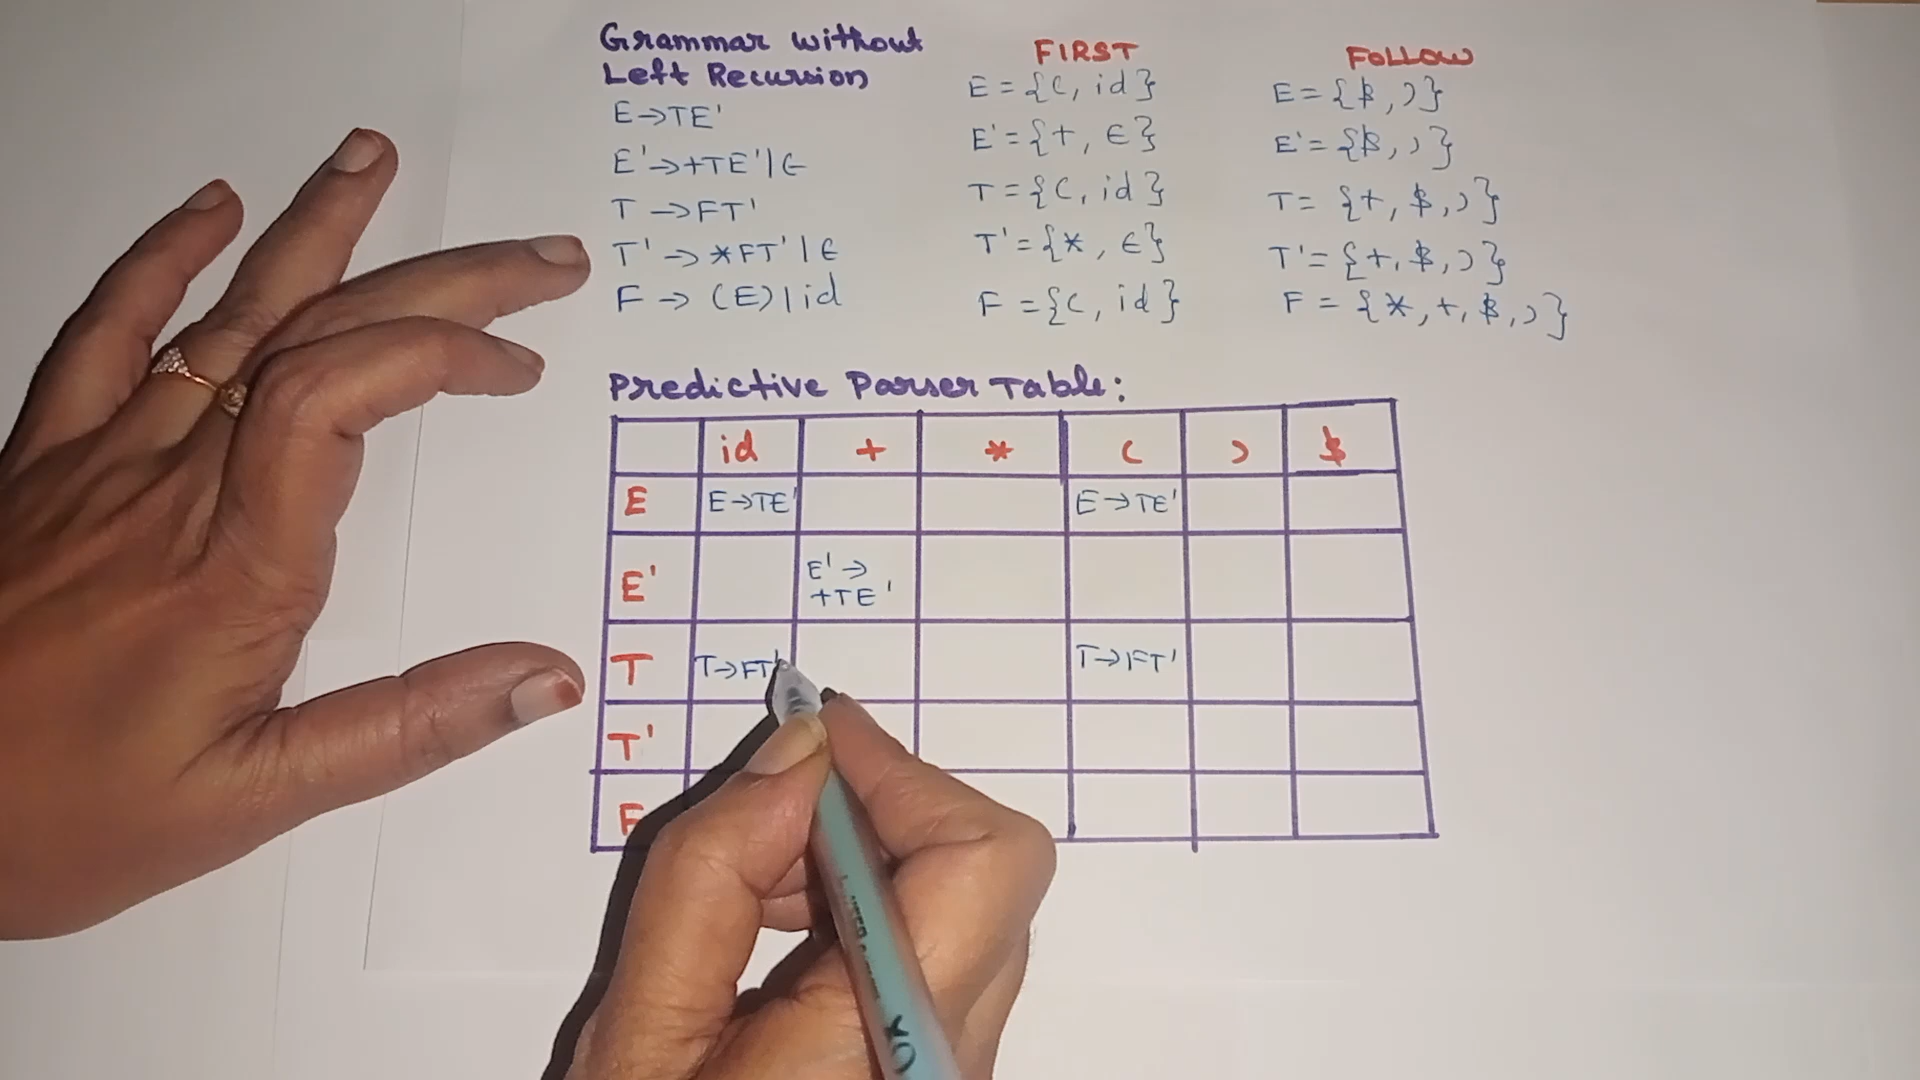 Grammar without
Left Recursion
E→TE'
E'→+TE'|ϵ
T→FT'
T'→*FT'|ϵ
F→(E)|id
FIRST
E={(, id}
E'={+, ϵ}
T={(, id}
T'={*, ϵ}
F={(, id}
FOLLOW
E={$,)}
E'={$,)}
T={+,$,)}
T'={+,$,)}
F={*,+,$,)}
Predictive Parser Table:
id + * ( ) $
E E→TE' E→TE'
E' E'→
+TE'
T T→FT' T→FT'
T'
F